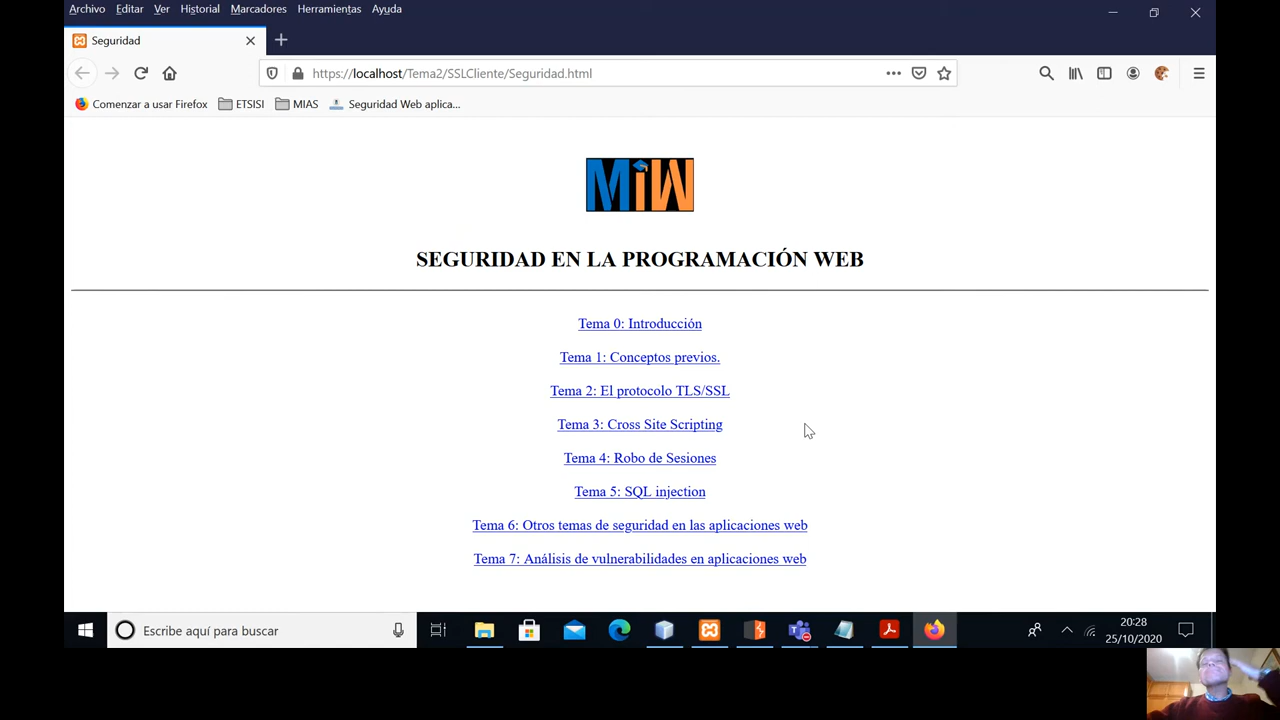 Archivo Editar Ver Historial Marcadores Herramientas Ayuda
Seguridad
https://localhost/Tema2/SSLCliente/Seguridad.html
Comenzar a usar Firefox ETSISI MIAS Seguridad Web aplica...
MiW
SEGURIDAD EN LA PROGRAMACIÓN WEB
Tema 0: Introducción
Tema 1: Conceptos previos.
Tema 2: El protocolo TLS/SSL
Tema 3: Cross Site Scripting
Tema 4: Robo de Sesiones
Tema 5: SQL injection
Tema 6: Otros temas de seguridad en las aplicaciones web
Tema 7: Análisis de vulnerabilidades en aplicaciones web
Escribe aquí para buscar
20:28
25/10/2020